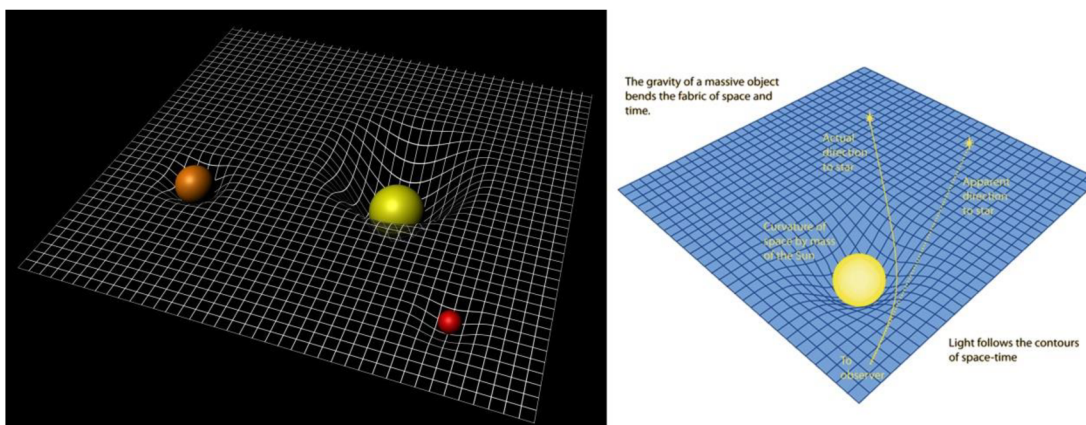 The gravity of a massive object
bends the fabric of space and
time.
Actual
direction
to star
Apparent
direction
to star
Curvature of
space by mass
of the Sun
Light follows the contours
of space-time
To
observer